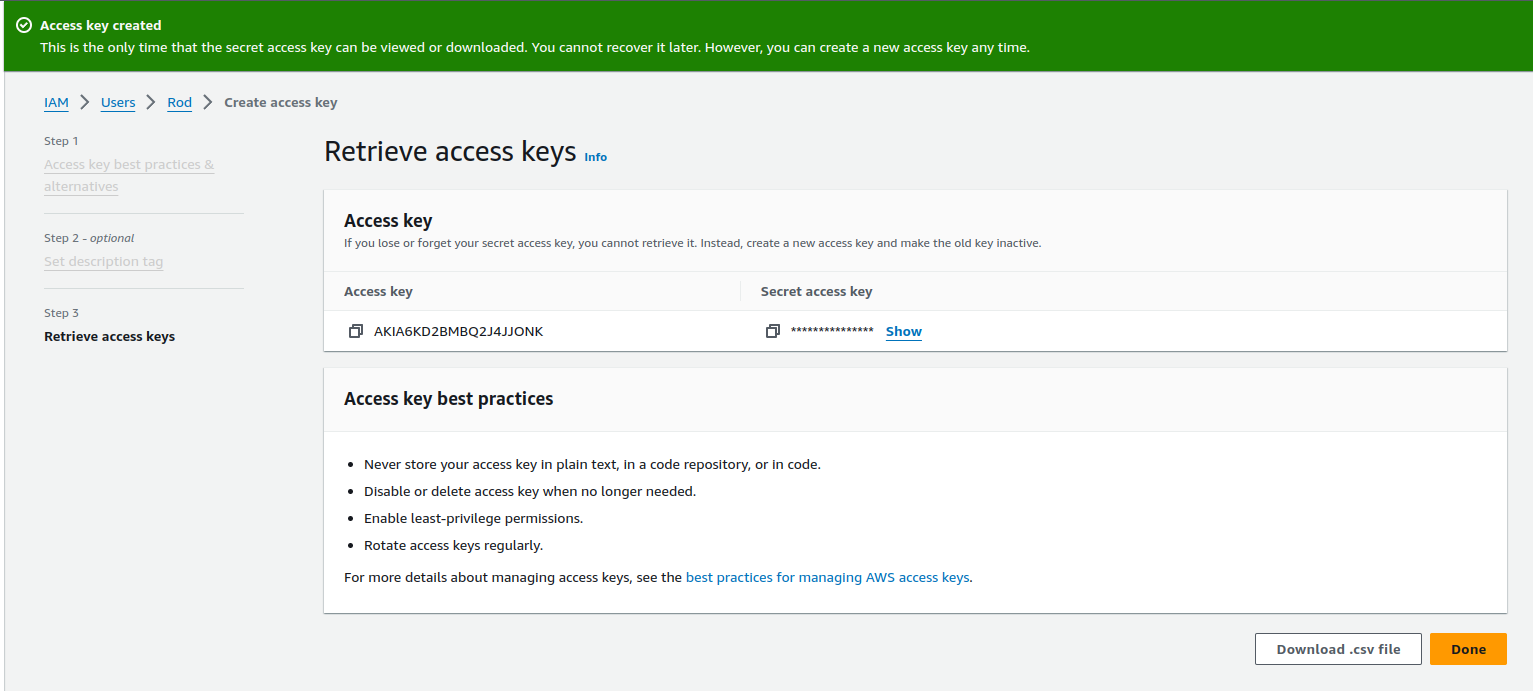 Access key created
This is the only time that the secret access key can be viewed or downloaded. You cannot recover it later. However, you can create a new access key any time.
IAM > Users > Rod > Create access key
Step 1
Access key best practices &
alternatives
Step 2 - optional
Set description tag
Step 3
Retrieve access keys
Retrieve access keys Info
Access key
If you lose or forget your secret access key, you cannot retrieve it. Instead, create a new access key and make the old key inactive.
Access key Secret access key
AKIA6KD2BMBQ2J4JJONK *************** Show
Access key best practices
• Never store your access key in plain text, in a code repository, or in code.
• Disable or delete access key when no longer needed.
• Enable least-privilege permissions.
• Rotate access keys regularly.
For more details about managing access keys, see the best practices for managing AWS access keys.
Download .csv file Done